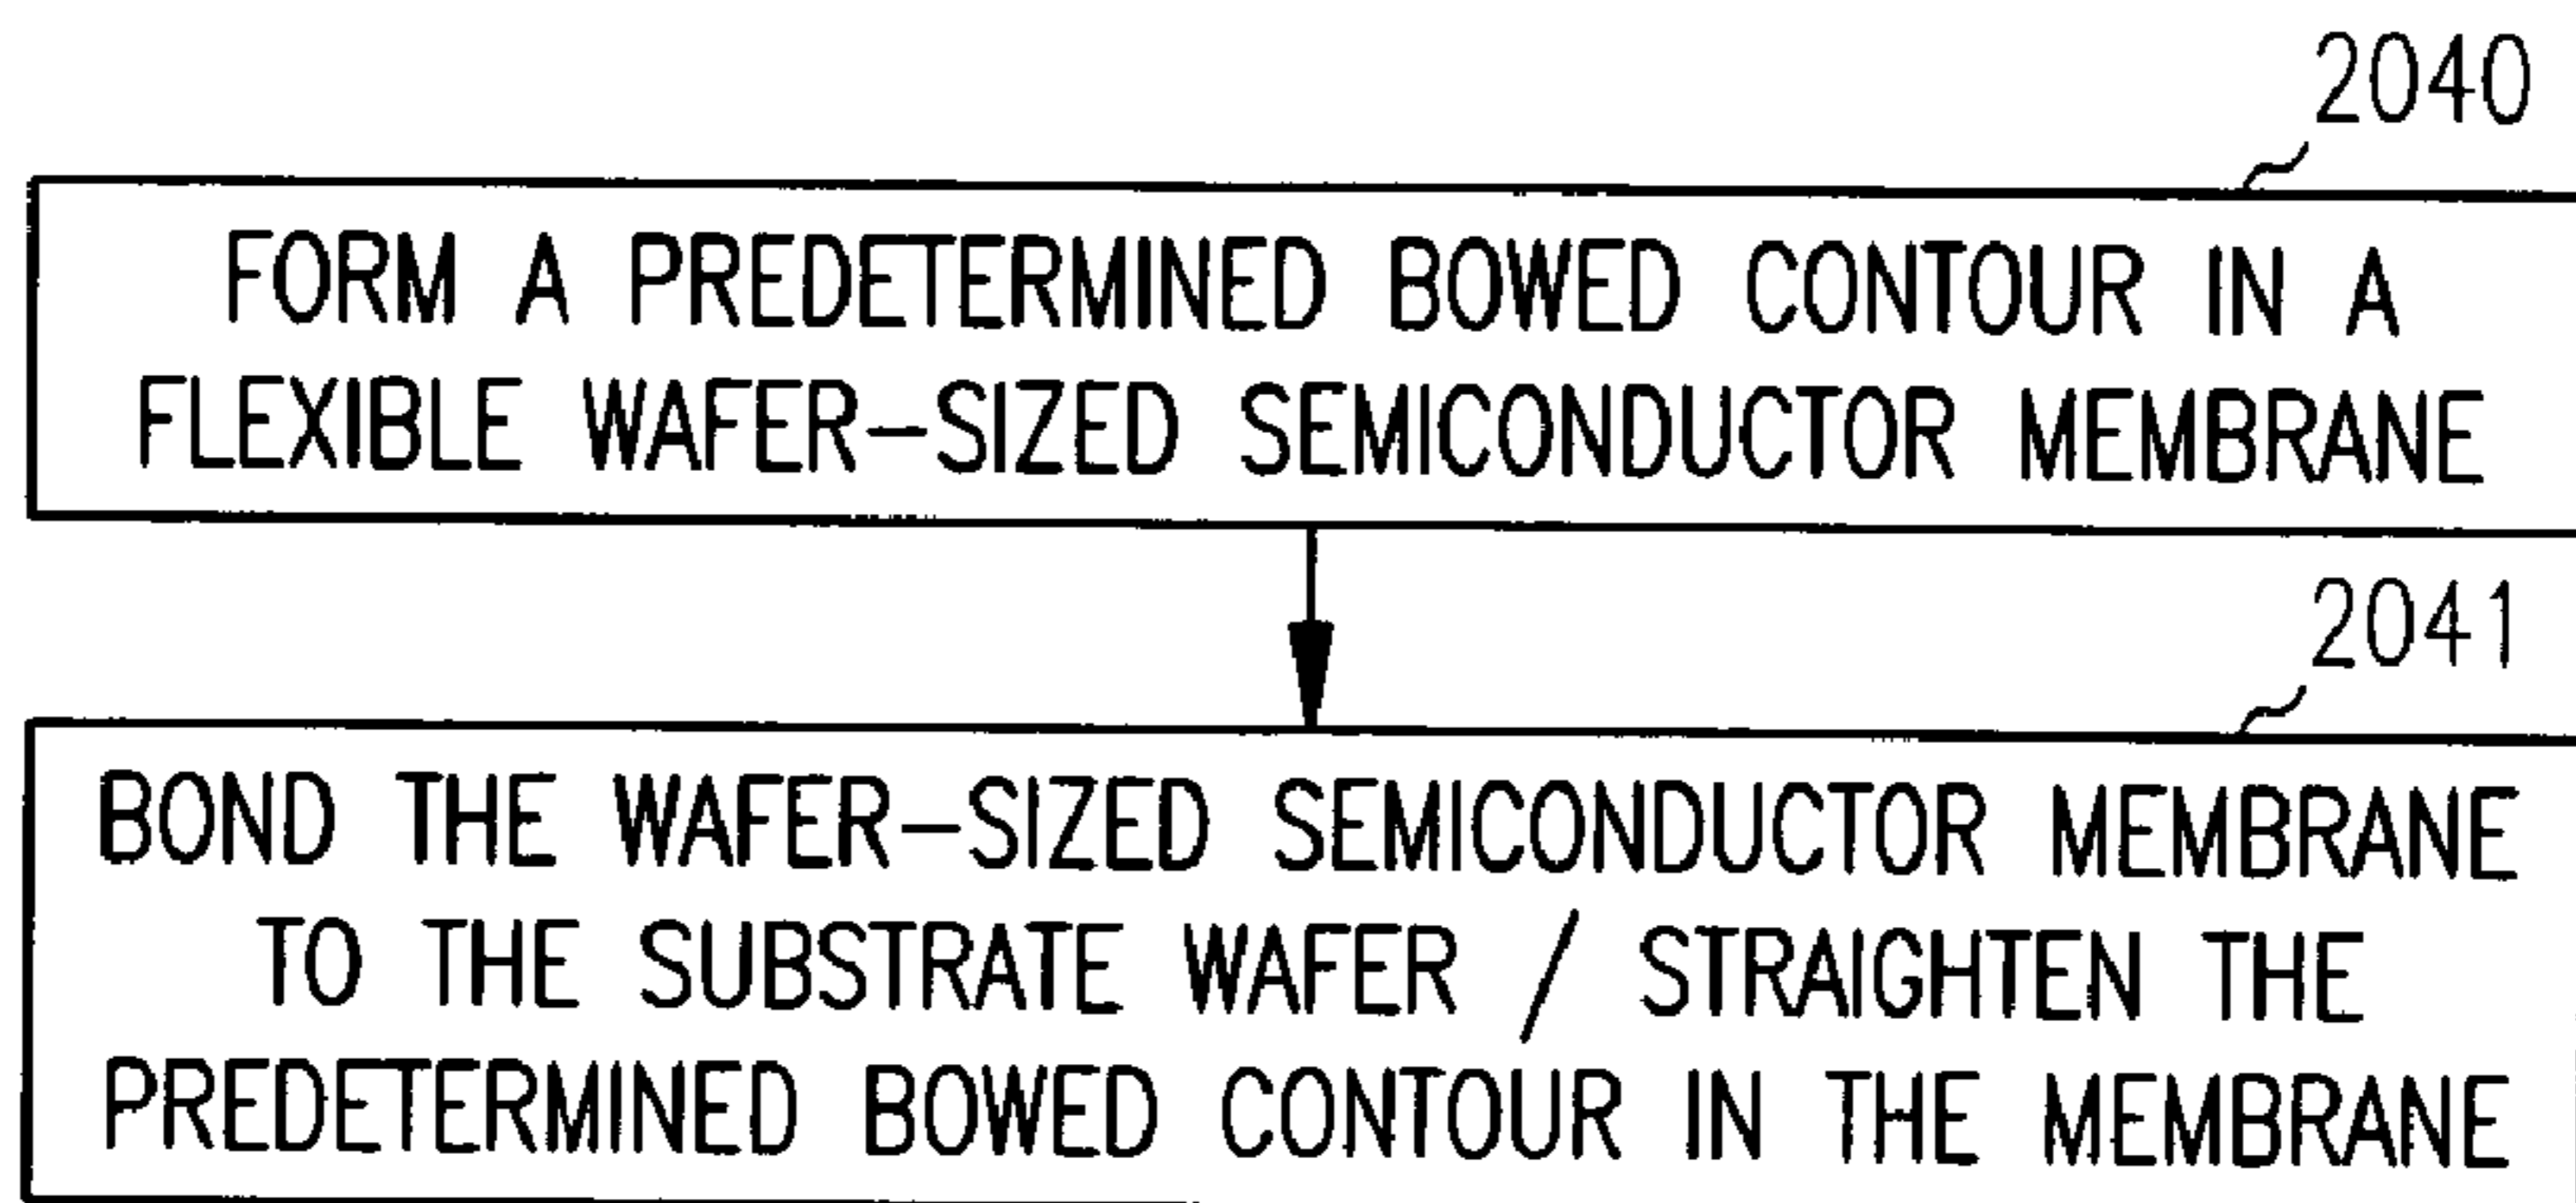 2040
FORM A PREDETERMINED BOWED CONTOUR IN A
FLEXIBLE WAFER-SIZED SEMICONDUCTOR MEMBRANE
2041
BOND THE WAFER-SIZED SEMICONDUCTOR MEMBRANE
TO THE SUBSTRATE WAFER / STRAIGHTEN THE
PREDETERMINED BOWED CONTOUR IN THE MEMBRANE